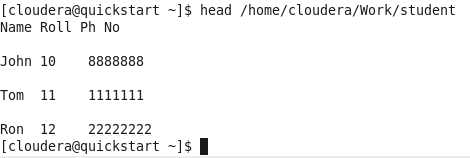 [cloudera@quickstart ~]$ head /home/cloudera/Work/student
Name Roll Ph No
John 10    8888888
Tom  11    1111111
Ron  12    22222222
[cloudera@quickstart ~]$